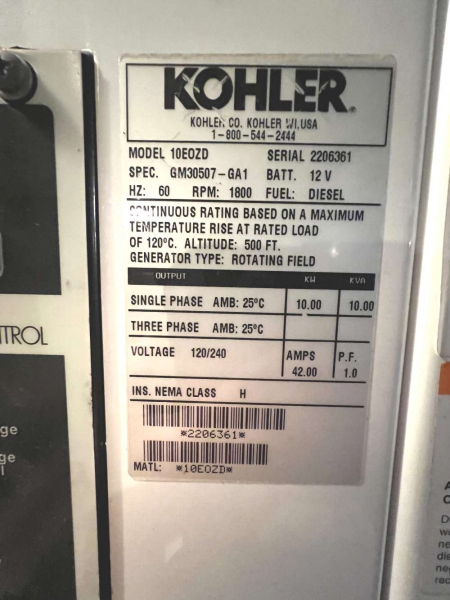 KOHLER®
KOHLER CO. KOHLER WI, USA
1-800-544-2444
MODEL 10EOZD SERIAL 2206361
SPEC. GM30507-GA1 BATT. 12 V
HZ: 60 RPM: 1800 FUEL: DIESEL
CONTINUOUS RATING BASED ON A MAXIMUM
TEMPERATURE RISE AT RATED LOAD
OF 120°C. ALTITUDE: 500 FT.
GENERATOR TYPE: ROTATING FIELD
OUTPUT KW KVA
SINGLE PHASE AMB: 25°C 10.00 10.00
THREE PHASE AMB: 25°C
VOLTAGE 120/240 AMPS P.F.
42.00 1.0
INS. NEMA CLASS H
*2206361*
MATL: *10EOZD*
TROL
ge
ge